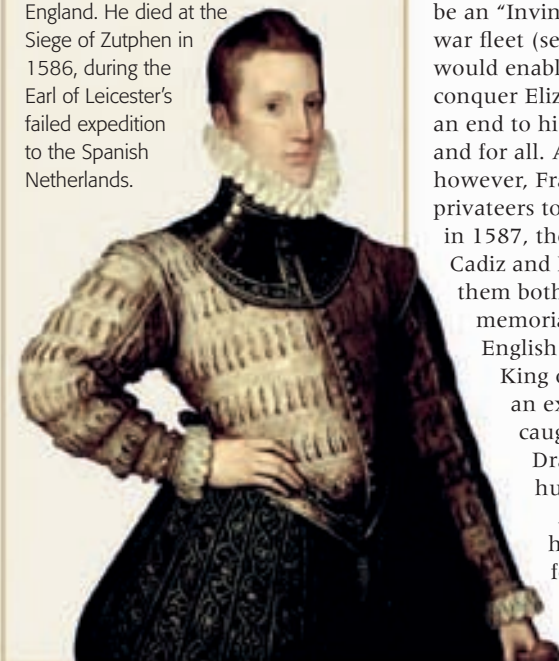 England. He died at the
Siege of Zutphen in
1586, during the
Earl of Leicester’s
failed expedition
to the Spanish
Netherlands.
be an “Invin
war fleet (se
would enabl
conquer Eliz
an end to hi
and for all. A
however, Fra
privateers to
in 1587, the
Cadiz and
them both
memoria
English
King o
an ex
caug
Dra
hu
h
f